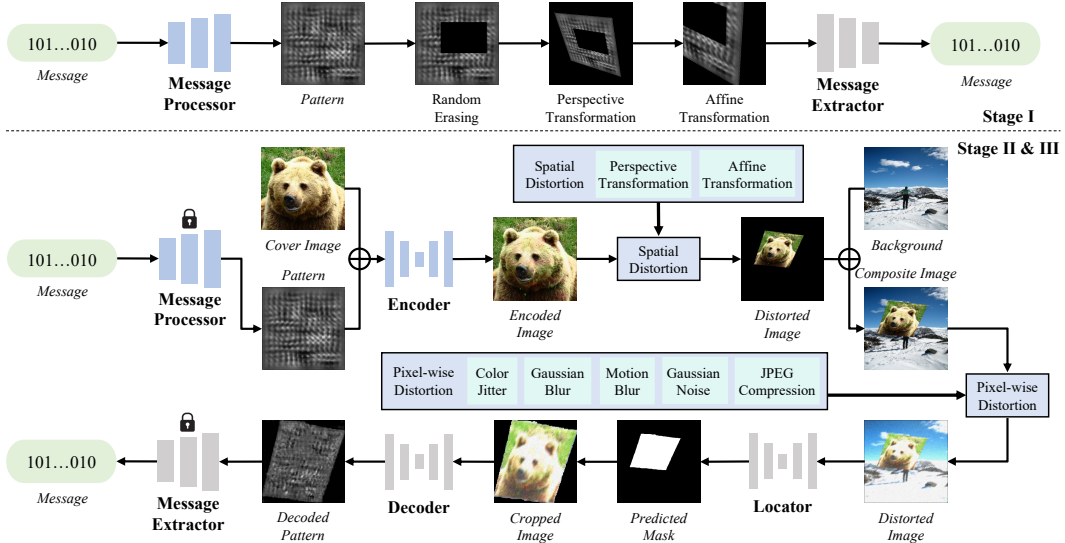 101…010
Message
Message
Processor
Pattern
Random
Erasing
Perspective
Transformation
Affine
Transformation
Message
Extractor
101…010
Message
Stage I
Stage II & III
101…010
Message
Message
Processor
Cover Image
Pattern
Encoder
Encoded
Image
Spatial
Distortion
Perspective
Transformation
Affine
Transformation
Spatial
Distortion
Distorted
Image
Background
Composite Image
Pixel-wise
Distortion
Color
Jitter
Gaussian
Blur
Motion
Blur
Gaussian
Noise
JPEG
Compression
Pixel-wise
Distortion
101…010
Message
Message
Extractor
Decoded
Pattern
Decoder
Cropped
Image
Predicted
Mask
Locator
Distorted
Image